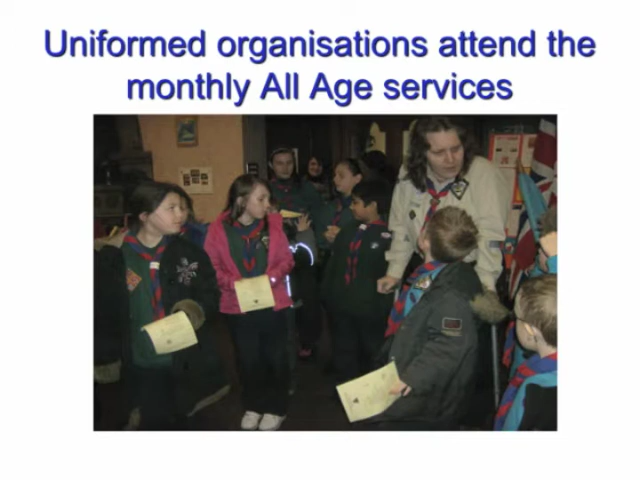 Uniformed organisations attend the
monthly All Age services